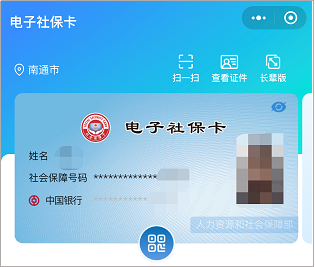 电子社保卡
南通市
扫一扫
查看证件
长辈版
电子社保卡
姓名
社会保障号码 *************
中国银行 ************
人力资源和社会保障部